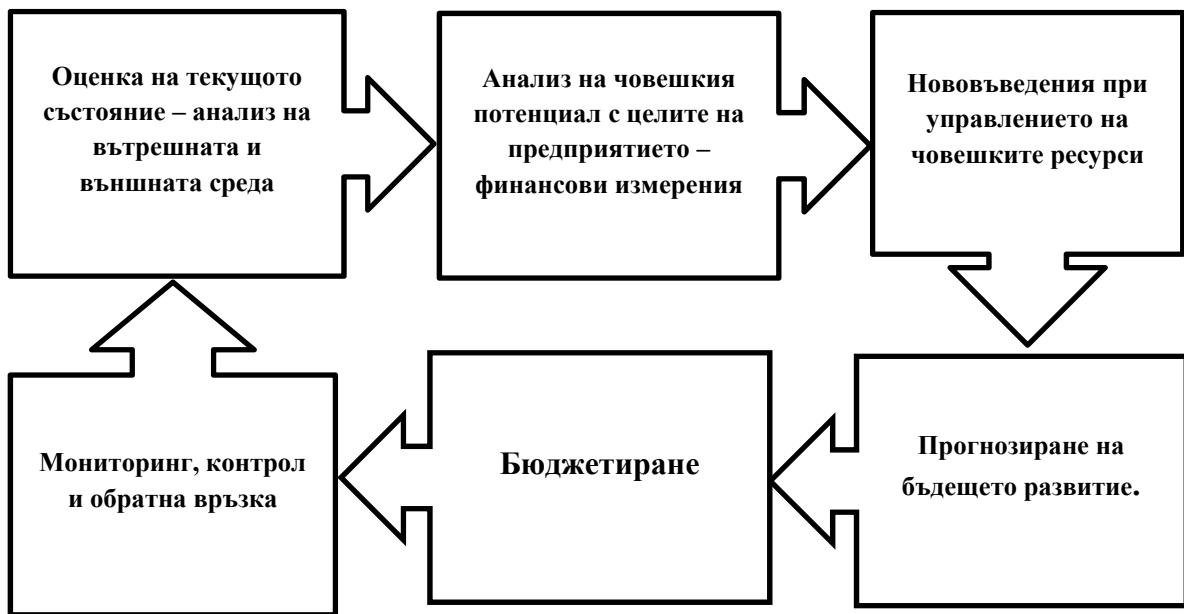 Оценка на текущото
състояние – анализ на
вътрешната и
външната среда
Анализ на човешкия
потенциал с целите на
предприятието –
финансови измерения
Нововъведения при
управлението на
човешките ресурси
Прогнозиране на
бъдещето развитие.
Бюджетиране
Мониторинг, контрол
и обратна връзка